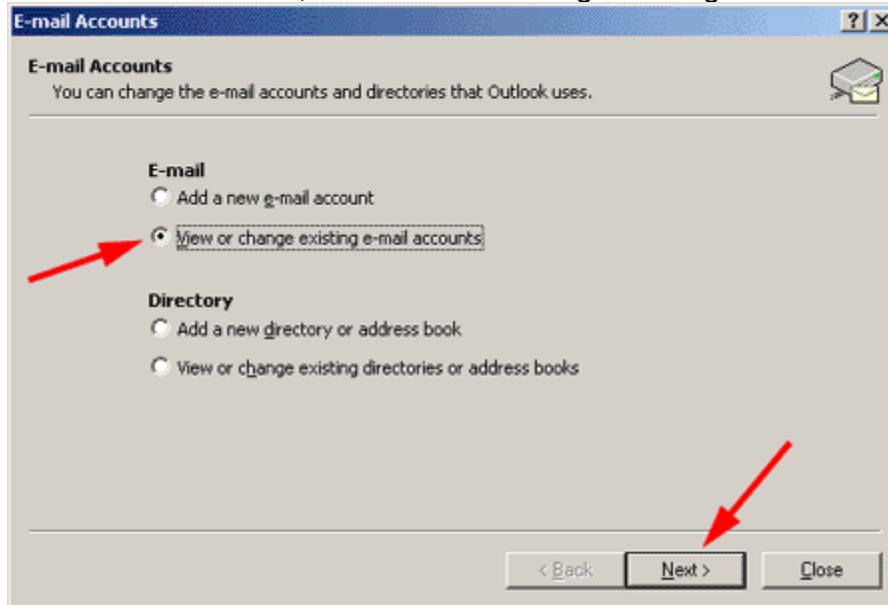 E-mail Accounts
E-mail Accounts
You can change the e-mail accounts and directories that Outlook uses.
E-mail
Add a new e-mail account
View or change existing e-mail accounts
Directory
Add a new directory or address book
View or change existing directories or address books
< Back Next > Close